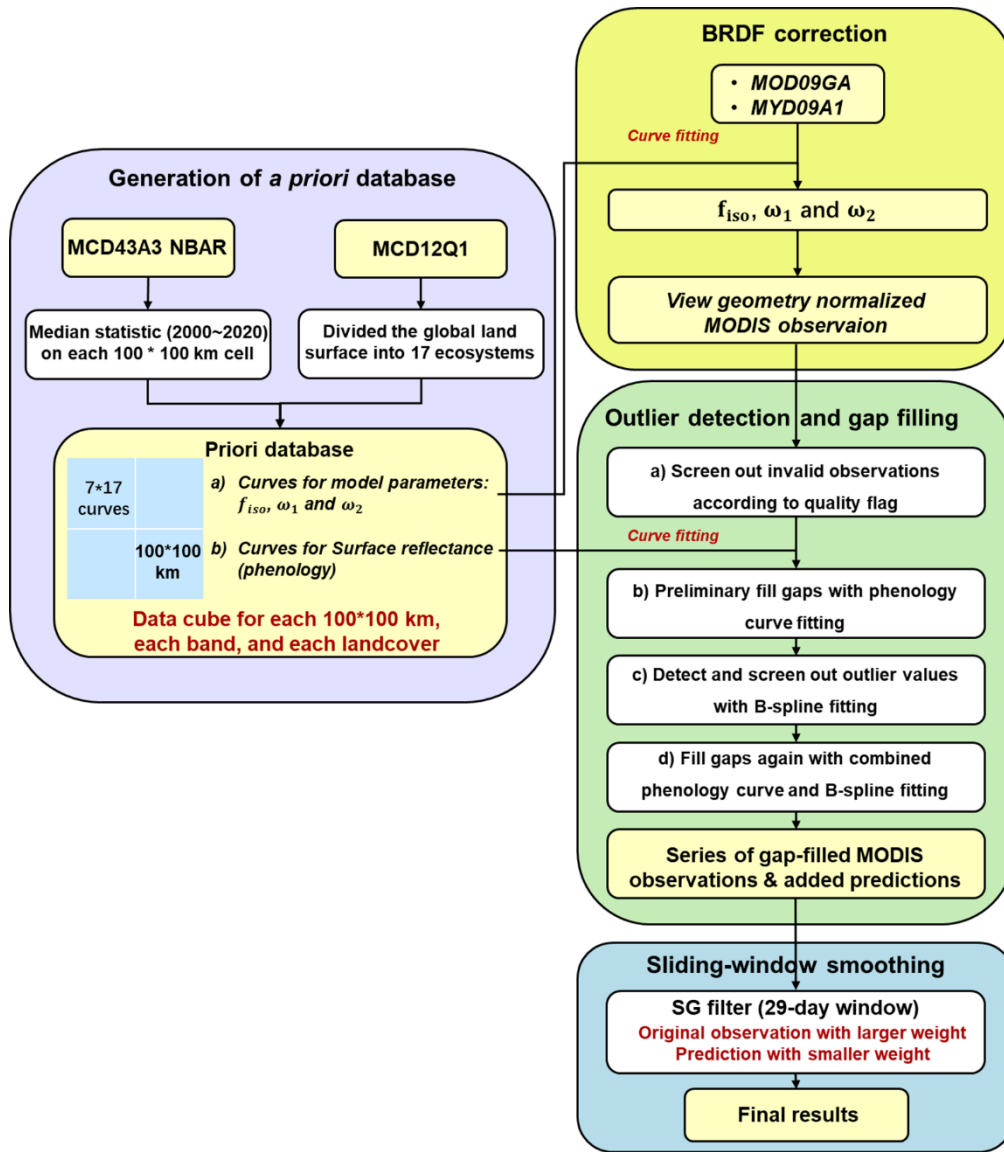 BRDF correction
• MOD09GA
• MYD09A1
Curve fitting
f_iso, ω₁ and ω₂
View geometry normalized
MODIS observaion
Generation of a priori database
MCD43A3 NBAR
MCD12Q1
Median statistic (2000~2020)
on each 100 * 100 km cell
Divided the global land
surface into 17 ecosystems
Priori database
7*17
curves
100*100
km
a) Curves for model parameters:
f_iso, ω₁ and ω₂
b) Curves for Surface reflectance
(phenology)
Data cube for each 100*100 km,
each band, and each landcover
Outlier detection and gap filling
a) Screen out invalid observations
according to quality flag
Curve fitting
b) Preliminary fill gaps with phenology
curve fitting
c) Detect and screen out outlier values
with B-spline fitting
d) Fill gaps again with combined
phenology curve and B-spline fitting
Series of gap-filled MODIS
observations & added predictions
Sliding-window smoothing
SG filter (29-day window)
Original observation with larger weight
Prediction with smaller weight
Final results